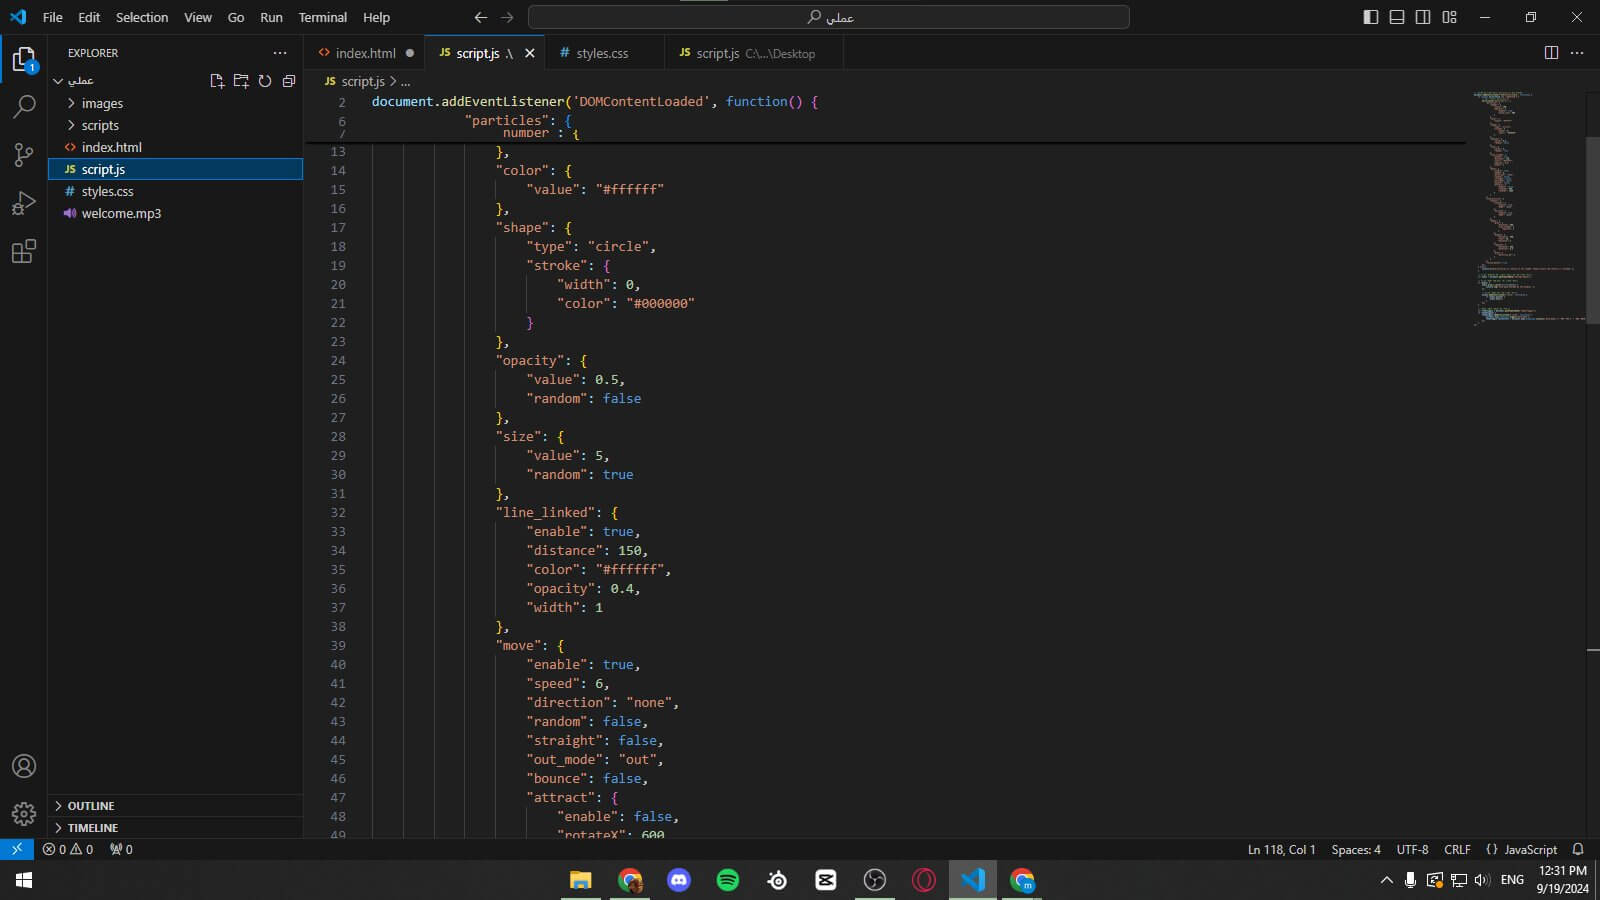 File Edit Selection View Go Run Terminal Help
عملي
1
EXPLORER
عملي
images
scripts
index.html
script.js
styles.css
welcome.mp3
OUTLINE
TIMELINE
index.html
JS script.js .\
# styles.css
JS script.js C:\...\Desktop
JS script.js > ...
2 document.addEventListener('DOMContentLoaded', function() {
6 "particles": {
7 number : {
13 },
14 "color": {
15 "value": "#ffffff"
16 },
17 "shape": {
18 "type": "circle",
19 "stroke": {
20 "width": 0,
21 "color": "#000000"
22 }
23 },
24 "opacity": {
25 "value": 0.5,
26 "random": false
27 },
28 "size": {
29 "value": 5,
30 "random": true
31 },
32 "line_linked": {
33 "enable": true,
34 "distance": 150,
35 "color": "#ffffff",
36 "opacity": 0.4,
37 "width": 1
38 },
39 "move": {
40 "enable": true,
41 "speed": 6,
42 "direction": "none",
43 "random": false,
44 "straight": false,
45 "out_mode": "out",
46 "bounce": false,
47 "attract": {
48 "enable": false,
49 "rotateX": 600,
0 0 0
Ln 118, Col 1 Spaces: 4 UTF-8 CRLF {} JavaScript
ENG
12:31 PM
9/19/2024